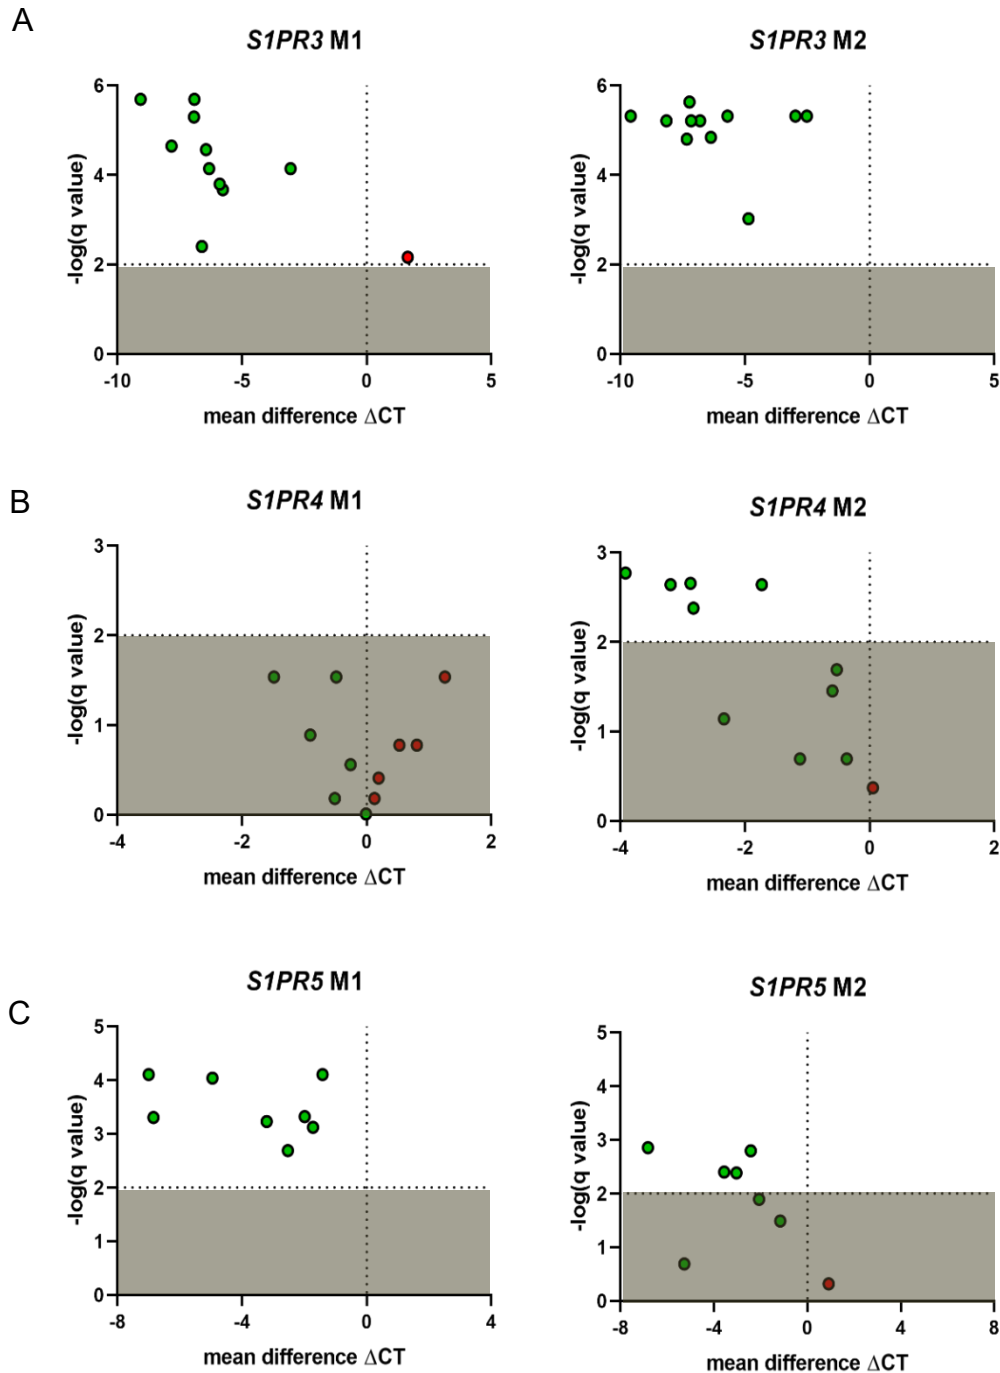 A
S1PR3 M1
S1PR3 M2
-log(q value)
6
4
2
0
-10
-5
0
5
mean difference ΔCT
-log(q value)
6
4
2
0
-10
-5
0
5
mean difference ΔCT
B
S1PR4 M1
S1PR4 M2
-log(q value)
3
2
1
0
-4
-2
0
2
mean difference ΔCT
-log(q value)
3
2
1
0
-4
-2
0
2
mean difference ΔCT
C
S1PR5 M1
S1PR5 M2
-log(q value)
5
4
3
2
1
0
-8
-4
0
4
mean difference ΔCT
-log(q value)
5
4
3
2
1
0
-8
-4
0
4
8
mean difference ΔCT